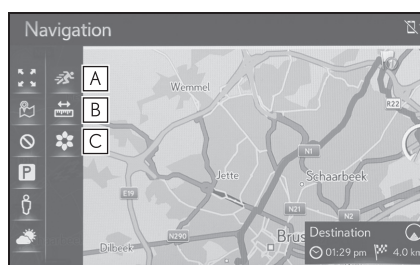 Navigation
A
Wemmel
B
R22
C
N1
Jette
Schaarbeek
P
E19
N21
N2
Destination
N290
Brus
01:29 pm 4.0 km
Dilbeek